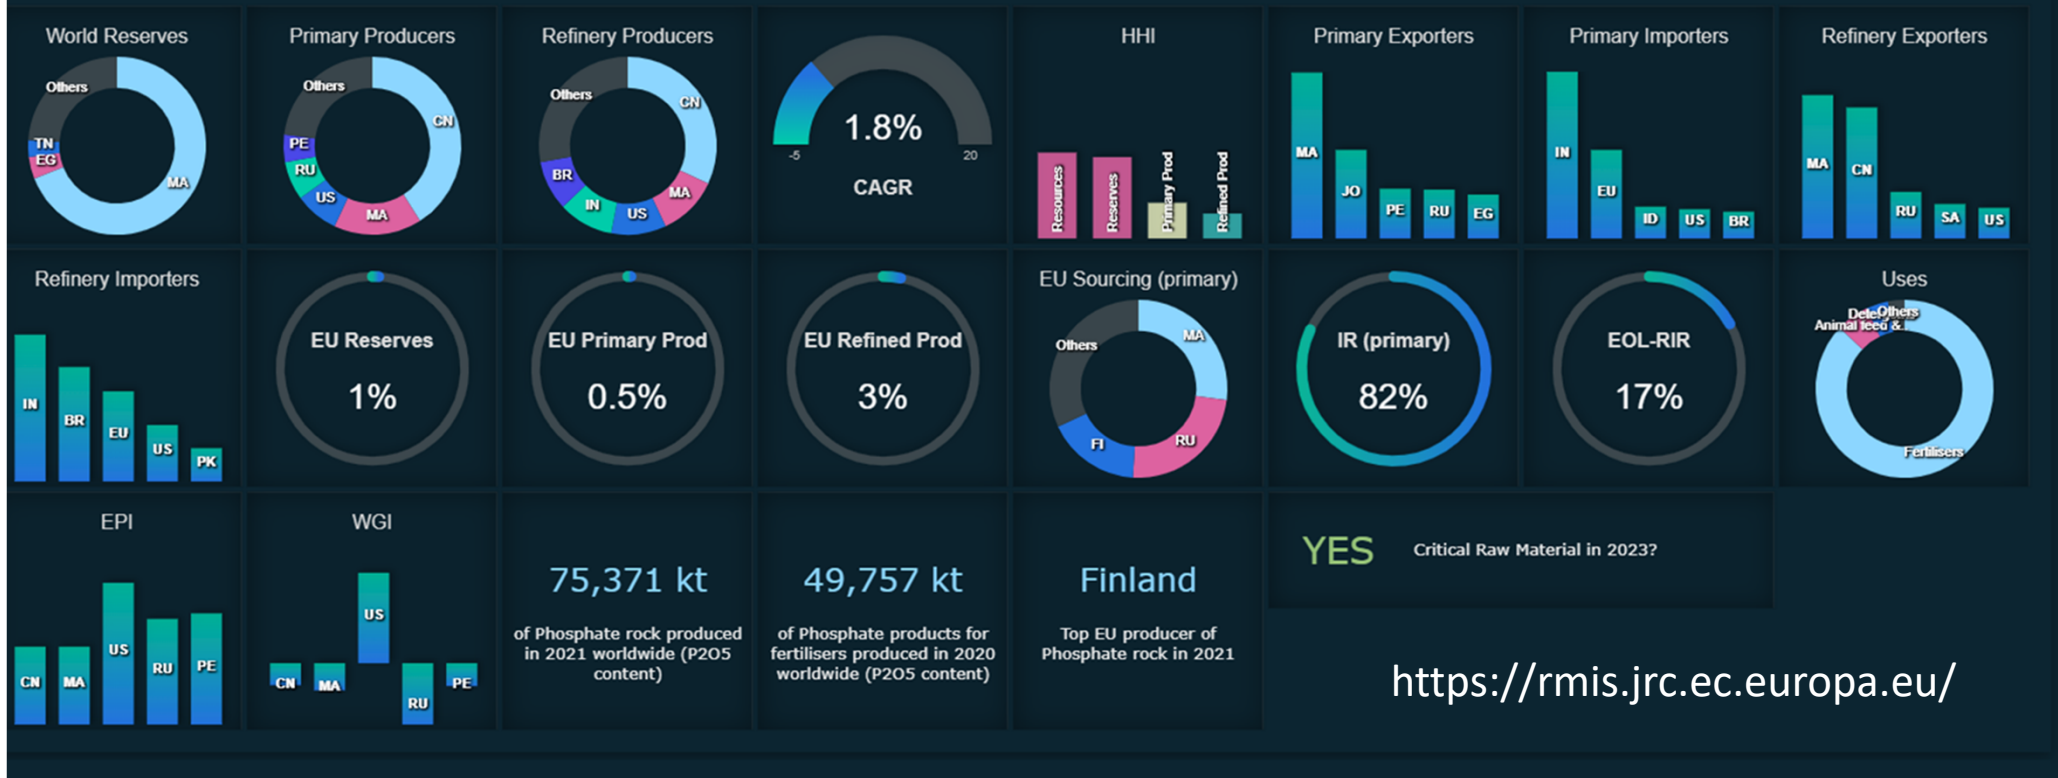 World Reserves
Others
TN
EG
MA
Primary Producers
Others
CN
PE
RU
US
MA
Refinery Producers
Others
CN
BR
IN
US
MA
1.8%
-5
20
CAGR
HHI
Resources
Reserves
Primary Prod
Refined Prod
Primary Exporters
MA
JO
PE
RU
EG
Primary Importers
IN
EU
ID
US
BR
Refinery Exporters
MA
CN
RU
SA
US
Refinery Importers
IN
BR
EU
US
PK
EU Reserves
1%
EU Primary Prod
0.5%
EU Refined Prod
3%
EU Sourcing (primary)
Others
MA
FI
RU
IR (primary)
82%
EOL-RIR
17%
Uses
Others
Animal feed &..
Fertilisers
EPI
CN
MA
US
RU
PE
WGI
CN
MA
US
RU
PE
75,371 kt
of Phosphate rock produced
in 2021 worldwide (P2O5
content)
49,757 kt
of Phosphate products for
fertilisers produced in 2020
worldwide (P2O5 content)
Finland
Top EU producer of
Phosphate rock in 2021
YES
Critical Raw Material in 2023?
https://rmis.jrc.ec.europa.eu/